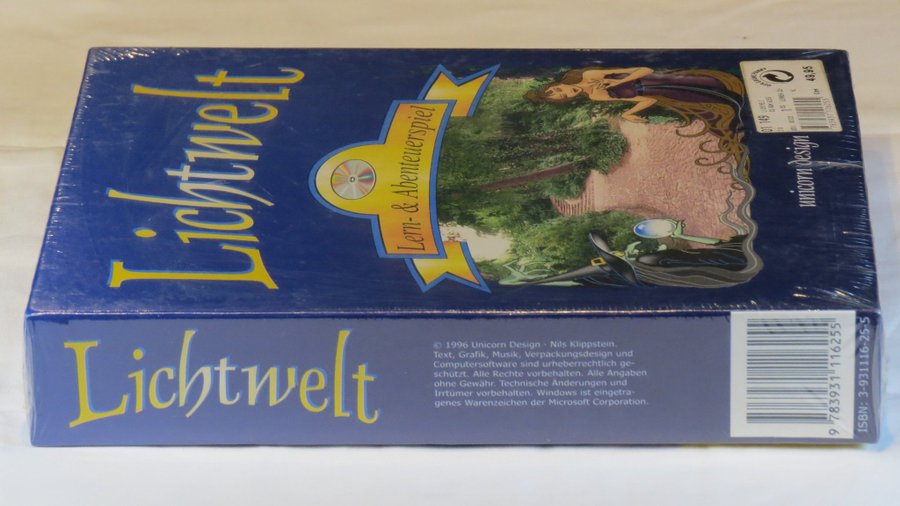 Lichtwelt
Lern- & Abenteuerspiel
unicorn design
01 149
49,95
Lichtwelt
© 1996 Unicorn Design · Nils Klippstein.
Text, Grafik, Musik, Verpackungsdesign und
Computersoftware sind urheberrechtlich ge-
schützt. Alle Rechte vorbehalten. Alle Angaben
ohne Gewähr. Technische Änderungen und
Irrtümer vorbehalten. Windows ist eingetra-
genes Warenzeichen der Microsoft Corporation.
9 783931 116255
ISBN: 3-931116-25-5